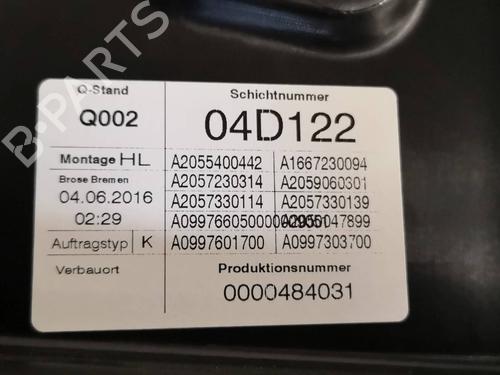 B-PARTS
Q-Stand Schichtnummer
Q002 04D122
Montage HL A2055400442 A1667230094
Brose Bremen A2057230314 A2059060301
04.06.2016 A2057330114 A2057330139
02:29
Auftragstyp K A0997601700 A0997303700
Verbauort Produktionsnummer
0000484031